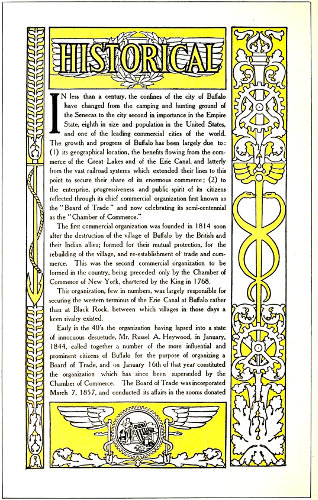 HISTORICAL
IN less than a century, the confines of the city of Buffalo
have changed from the camping and hunting ground of
the Senecas to the city second in importance in the Empire
State, eighth in size and population in the United States,
and one of the leading commercial cities of the world.
The growth and progress of Buffalo has been largely due to:
(1) its geographical location, the benefits flowing from the com-
merce of the Great Lakes and of the Erie Canal, and latterly
from the vast railroad systems which extended their lines to this
point to secure their share of its enormous commerce; (2) to
the enterprise, progressiveness and public spirit of its citizens
reflected through its chief commercial organization first known as
the "Board of Trade" and now celebrating its semi-centennial
as the "Chamber of Commerce."
The first commercial organization was founded in 1814 soon
after the destruction of the village of Buffalo by the British and
their Indian allies; formed for their mutual protection, for the
rebuilding of the village, and re-establishment of trade and com-
merce. This was the second commercial organization to be
formed in the country, being preceded only by the Chamber of
Commerce of New York, chartered by the King in 1768.
This organization, few in numbers, was largely responsible for
securing the western terminus of the Erie Canal at Buffalo rather
than at Black Rock, between which villages in those days a
keen rivalry existed.
Early in the 40's the organization having lapsed into a state
of innocuous desuetude, Mr. Russel A. Heywood, in January,
1844, called together a number of the more influential and
prominent citizens of Buffalo for the purpose of organizing a
Board of Trade, and on January 16th of that year constituted
the organization which has since been superseded by the
Chamber of Commerce. The Board of Trade was incorporated
March 7, 1857, and conducted its affairs in the rooms donated